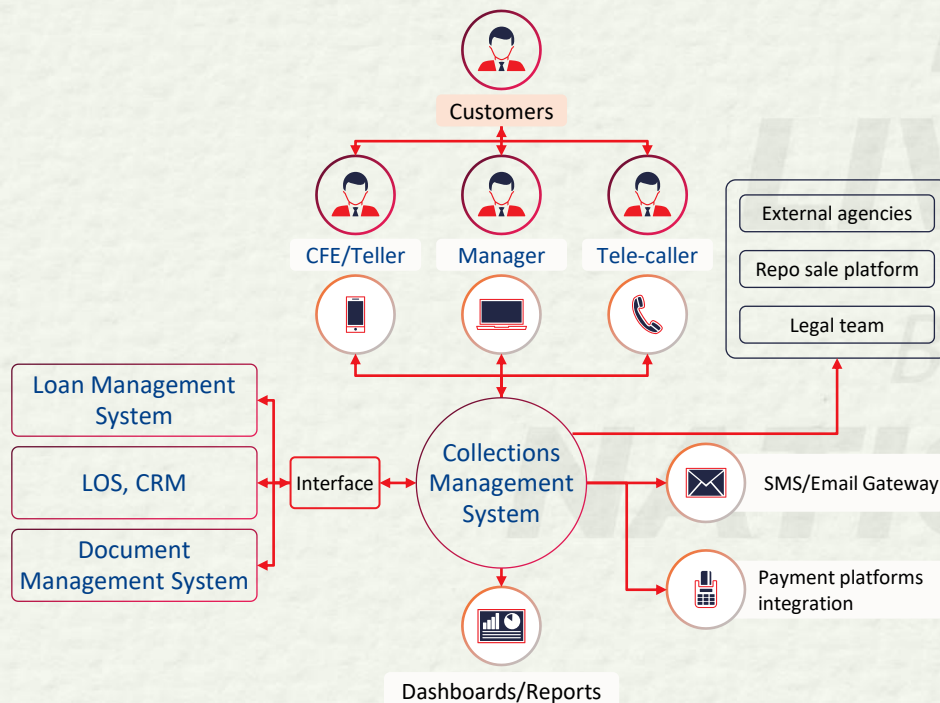 Customers
CFE/Teller
Manager
Tele-caller
External agencies
Repo sale platform
Legal team
Loan Management
System
LOS, CRM
Document
Management System
Interface
Collections
Management
System
SMS/Email Gateway
Payment platforms
integration
Dashboards/Reports